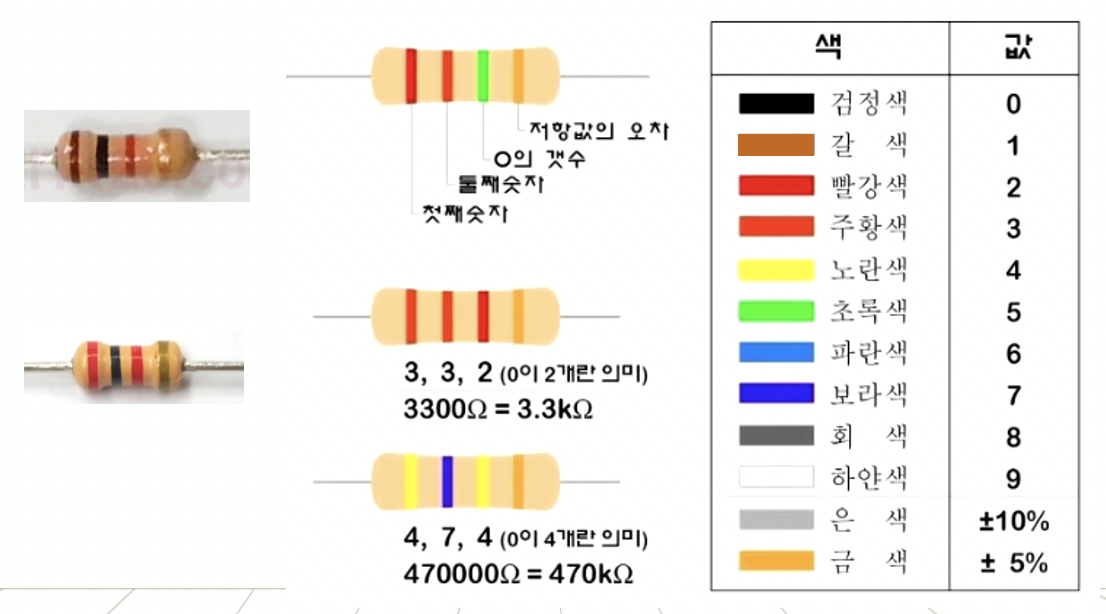 저항값의 오차
0의 갯수
둘째숫자
첫째숫자
3, 3, 2 (0이 2개란 의미)
3300Ω = 3.3kΩ
4, 7, 4 (0이 4개란 의미)
470000Ω = 470kΩ
색 값
검정색 0
갈 색 1
빨강색 2
주황색 3
노란색 4
초록색 5
파란색 6
보라색 7
회 색 8
하얀색 9
은 색 ±10%
금 색 ± 5%